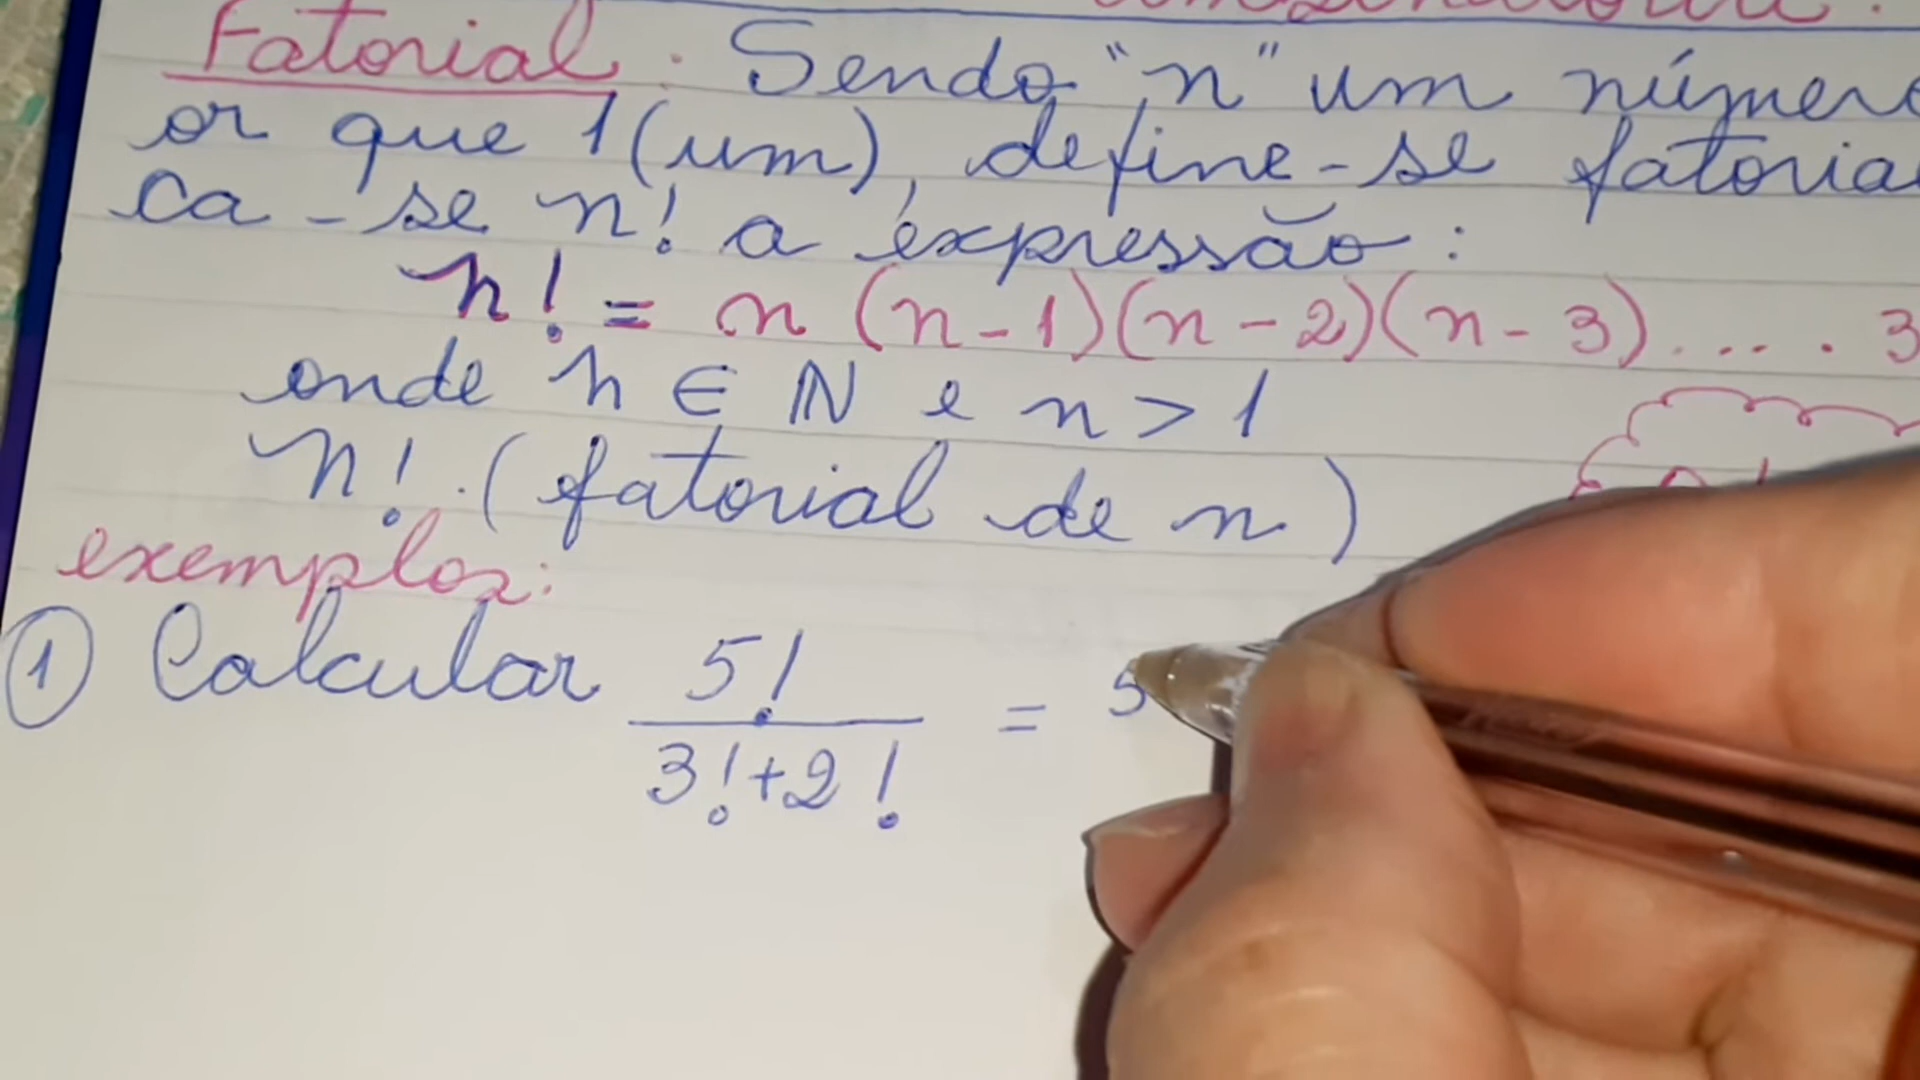 Fatorial: Sendo "n" um número
or que 1 (um), define-se fatorial
ca-se n! a expressão:
n! = n (n-1)(n-2)(n-3).... 3
onde n ∈ ℕ e n > 1
n! (fatorial de n)
exemplos:
① Calcular 5!/(3!+2!) = 5